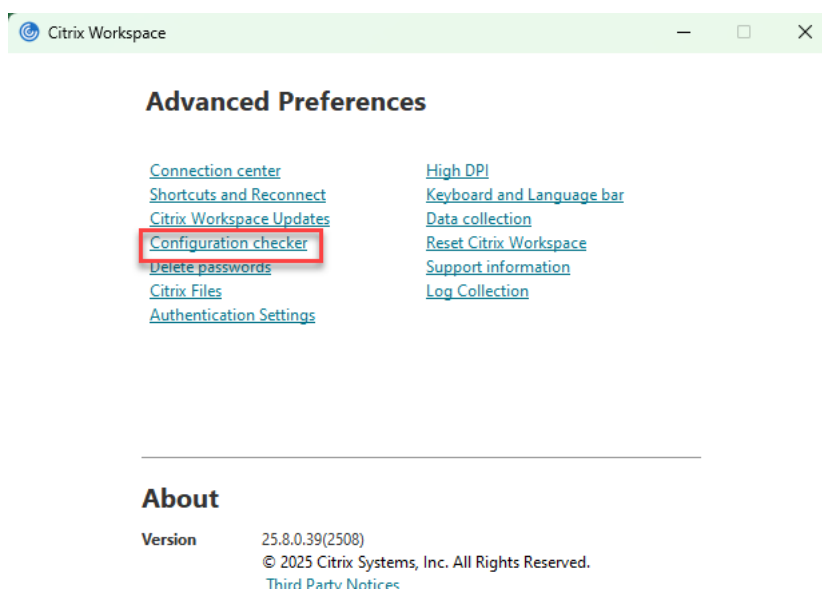 Citrix Workspace
Advanced Preferences
Connection center
Shortcuts and Reconnect
Citrix Workspace Updates
Configuration checker
Delete passwords
Citrix Files
Authentication Settings
High DPI
Keyboard and Language bar
Data collection
Reset Citrix Workspace
Support information
Log Collection
About
Version 25.8.0.39(2508)
© 2025 Citrix Systems, Inc. All Rights Reserved.
Third Party Notices